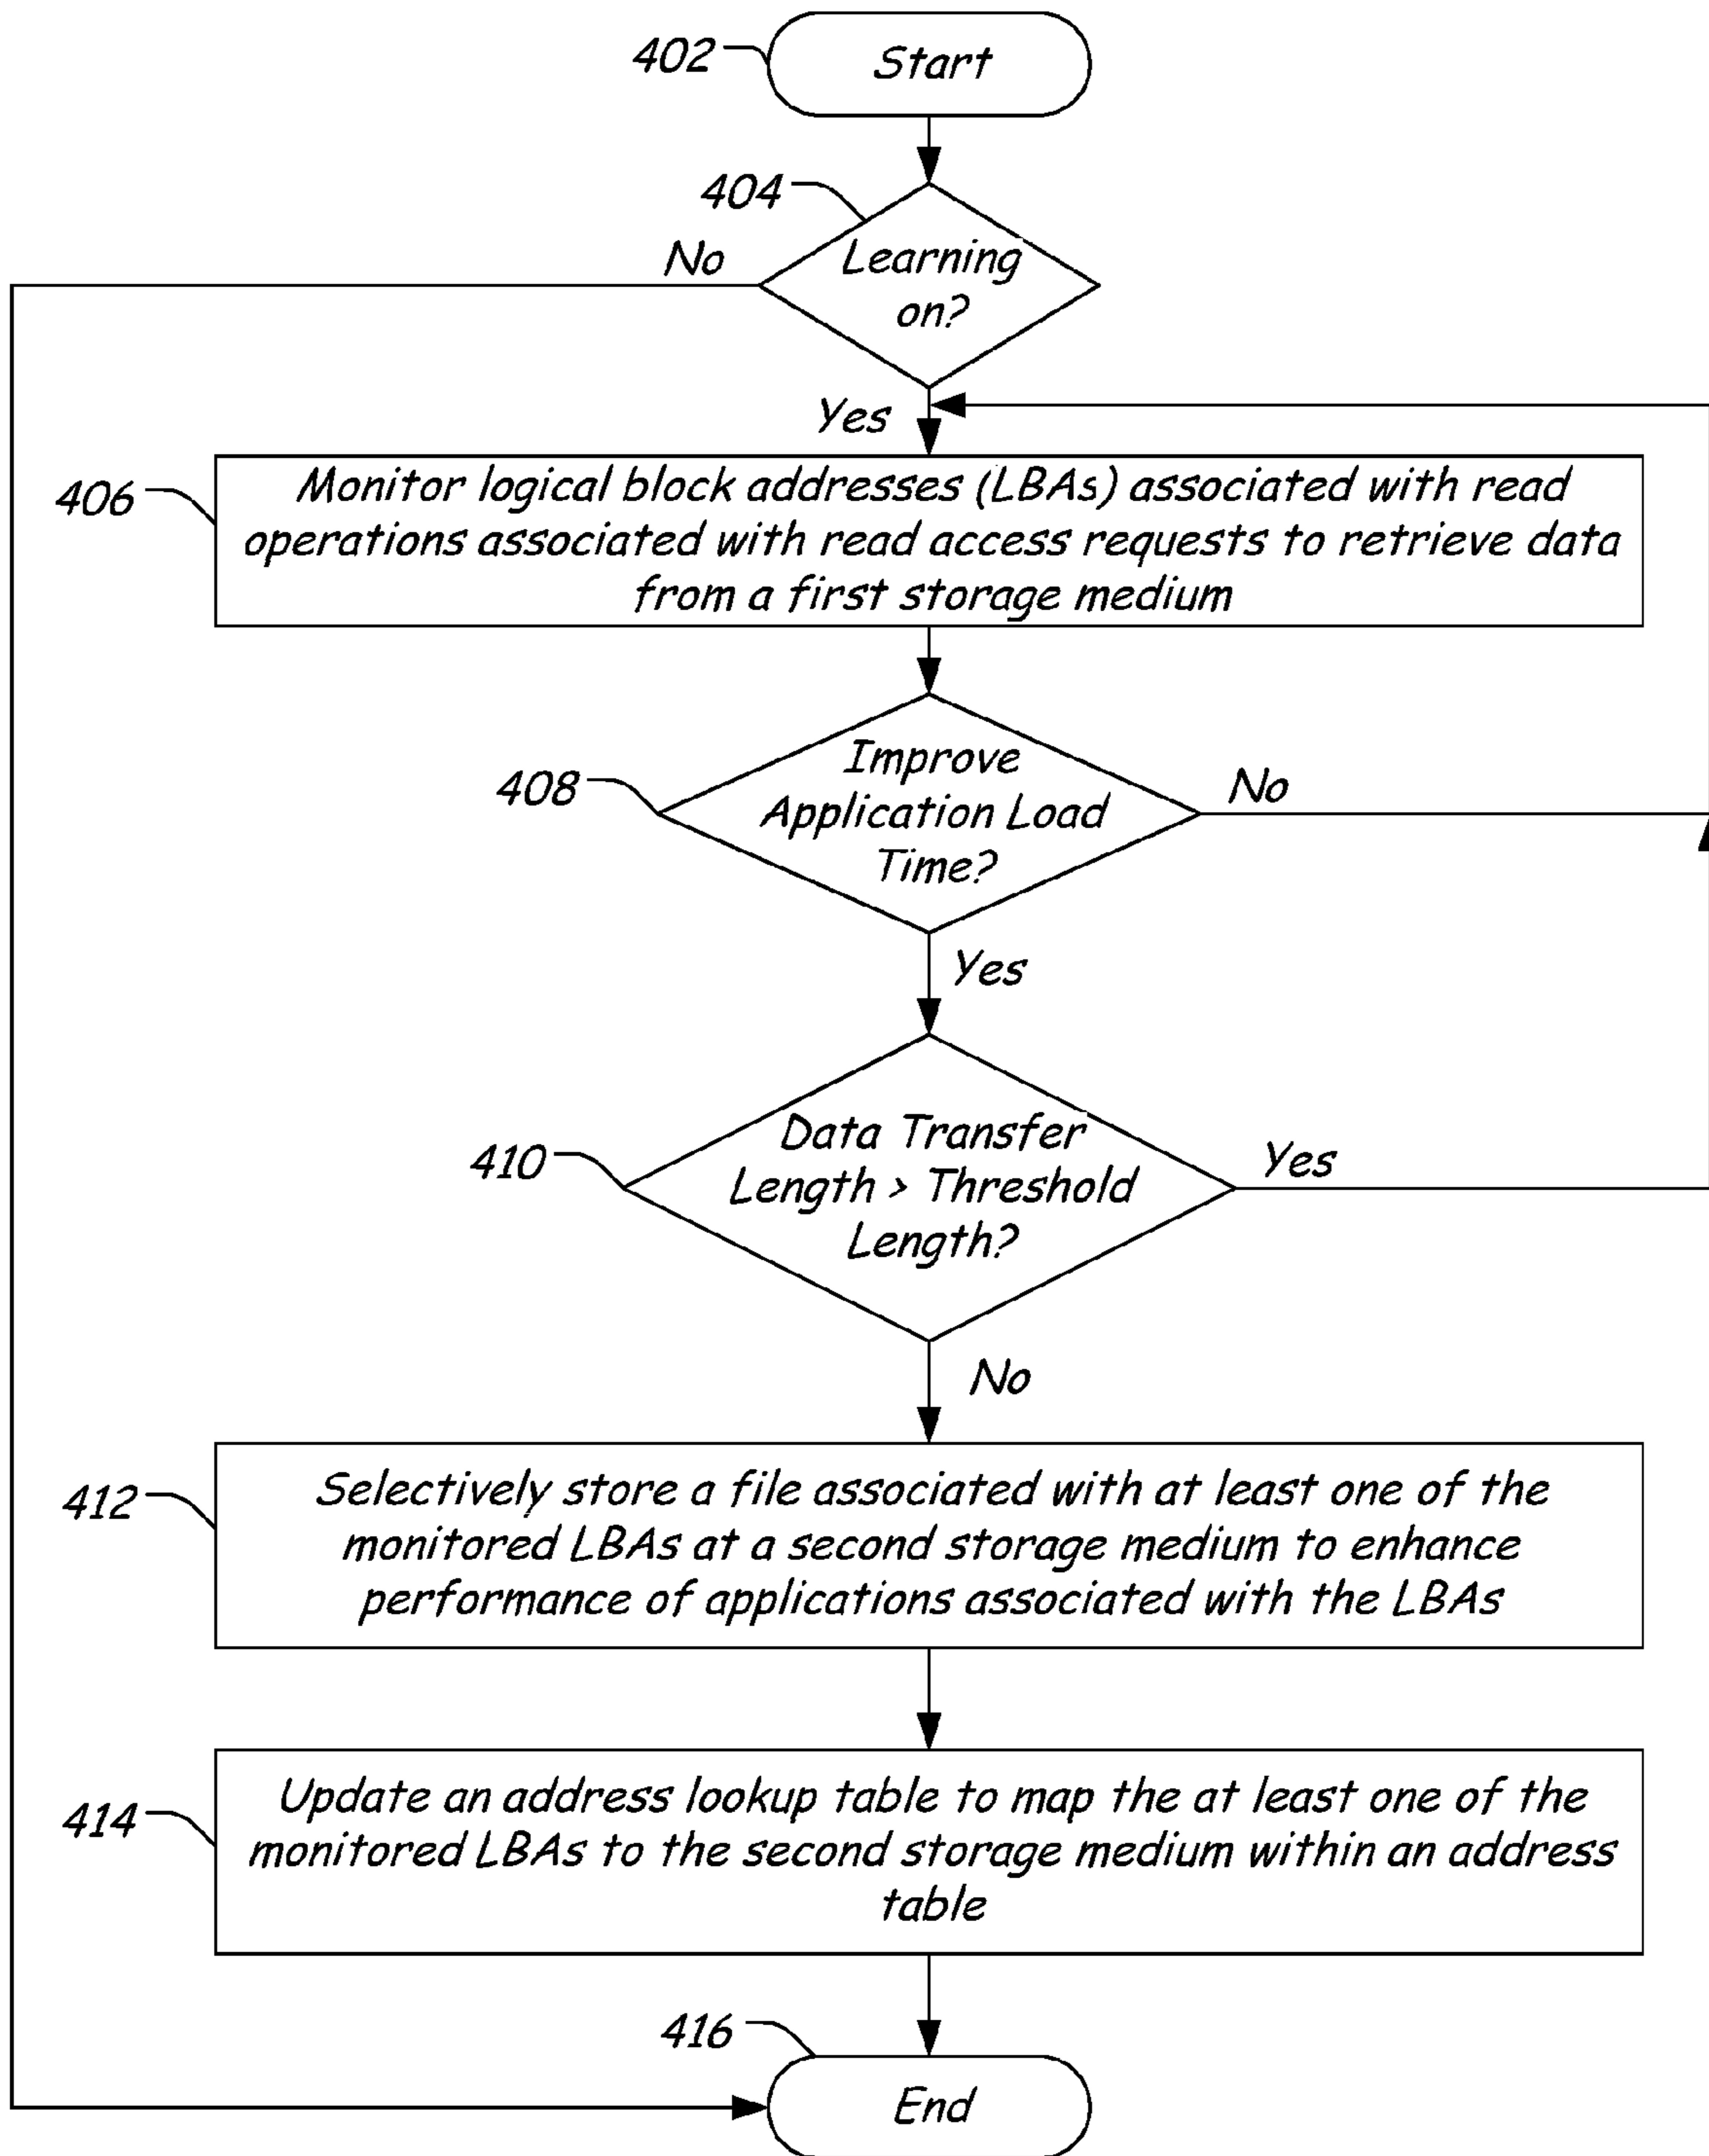 402
Start
404
Learning
on?
No
Yes
406
Monitor logical block addresses (LBAs) associated with read
operations associated with read access requests to retrieve data
from a first storage medium
408
Improve
Application Load
Time?
No
Yes
410
Data Transfer
Length > Threshold
Length?
Yes
No
412
Selectively store a file associated with at least one of the
monitored LBAs at a second storage medium to enhance
performance of applications associated with the LBAs
414
Update an address lookup table to map the at least one of the
monitored LBAs to the second storage medium within an address
table
416
End